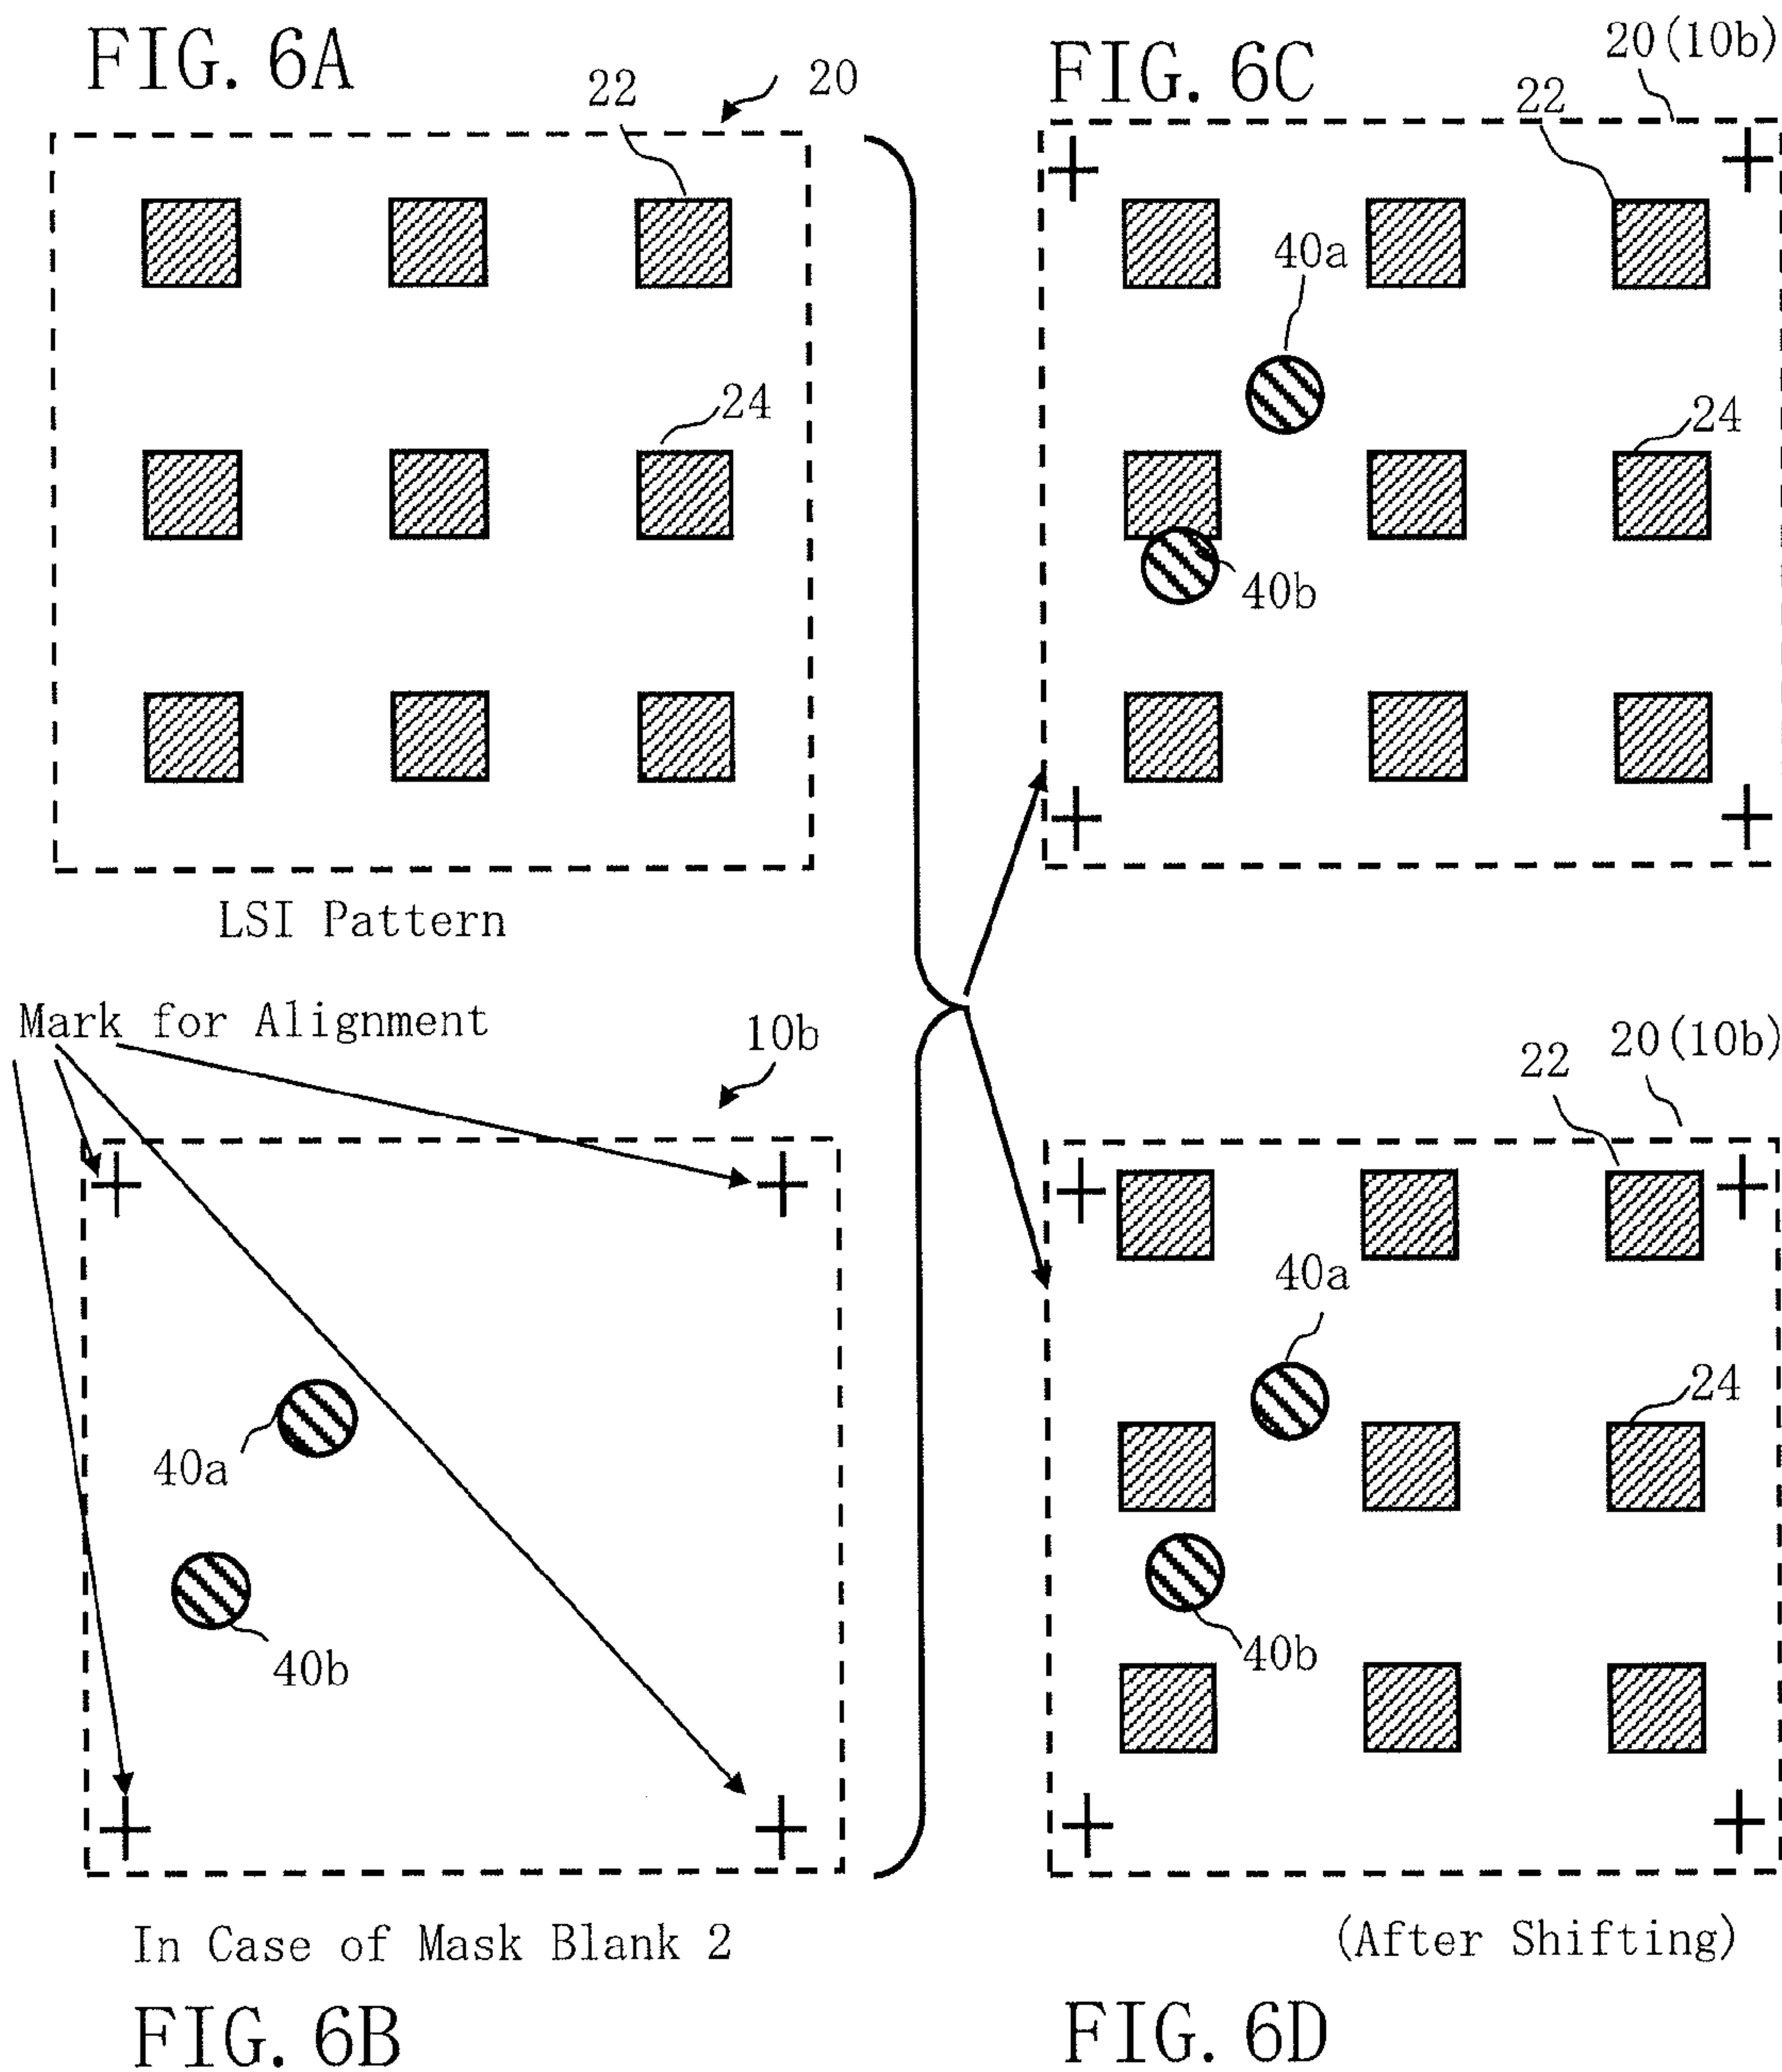 FIG. 6A
20
22
24
LSI Pattern
FIG. 6C
20(10b)
22
40a
24
40b
Mark for Alignment
10b
40a
40b
In Case of Mask Blank 2
FIG. 6B
20(10b)
22
40a
24
40b
(After Shifting)
FIG. 6D